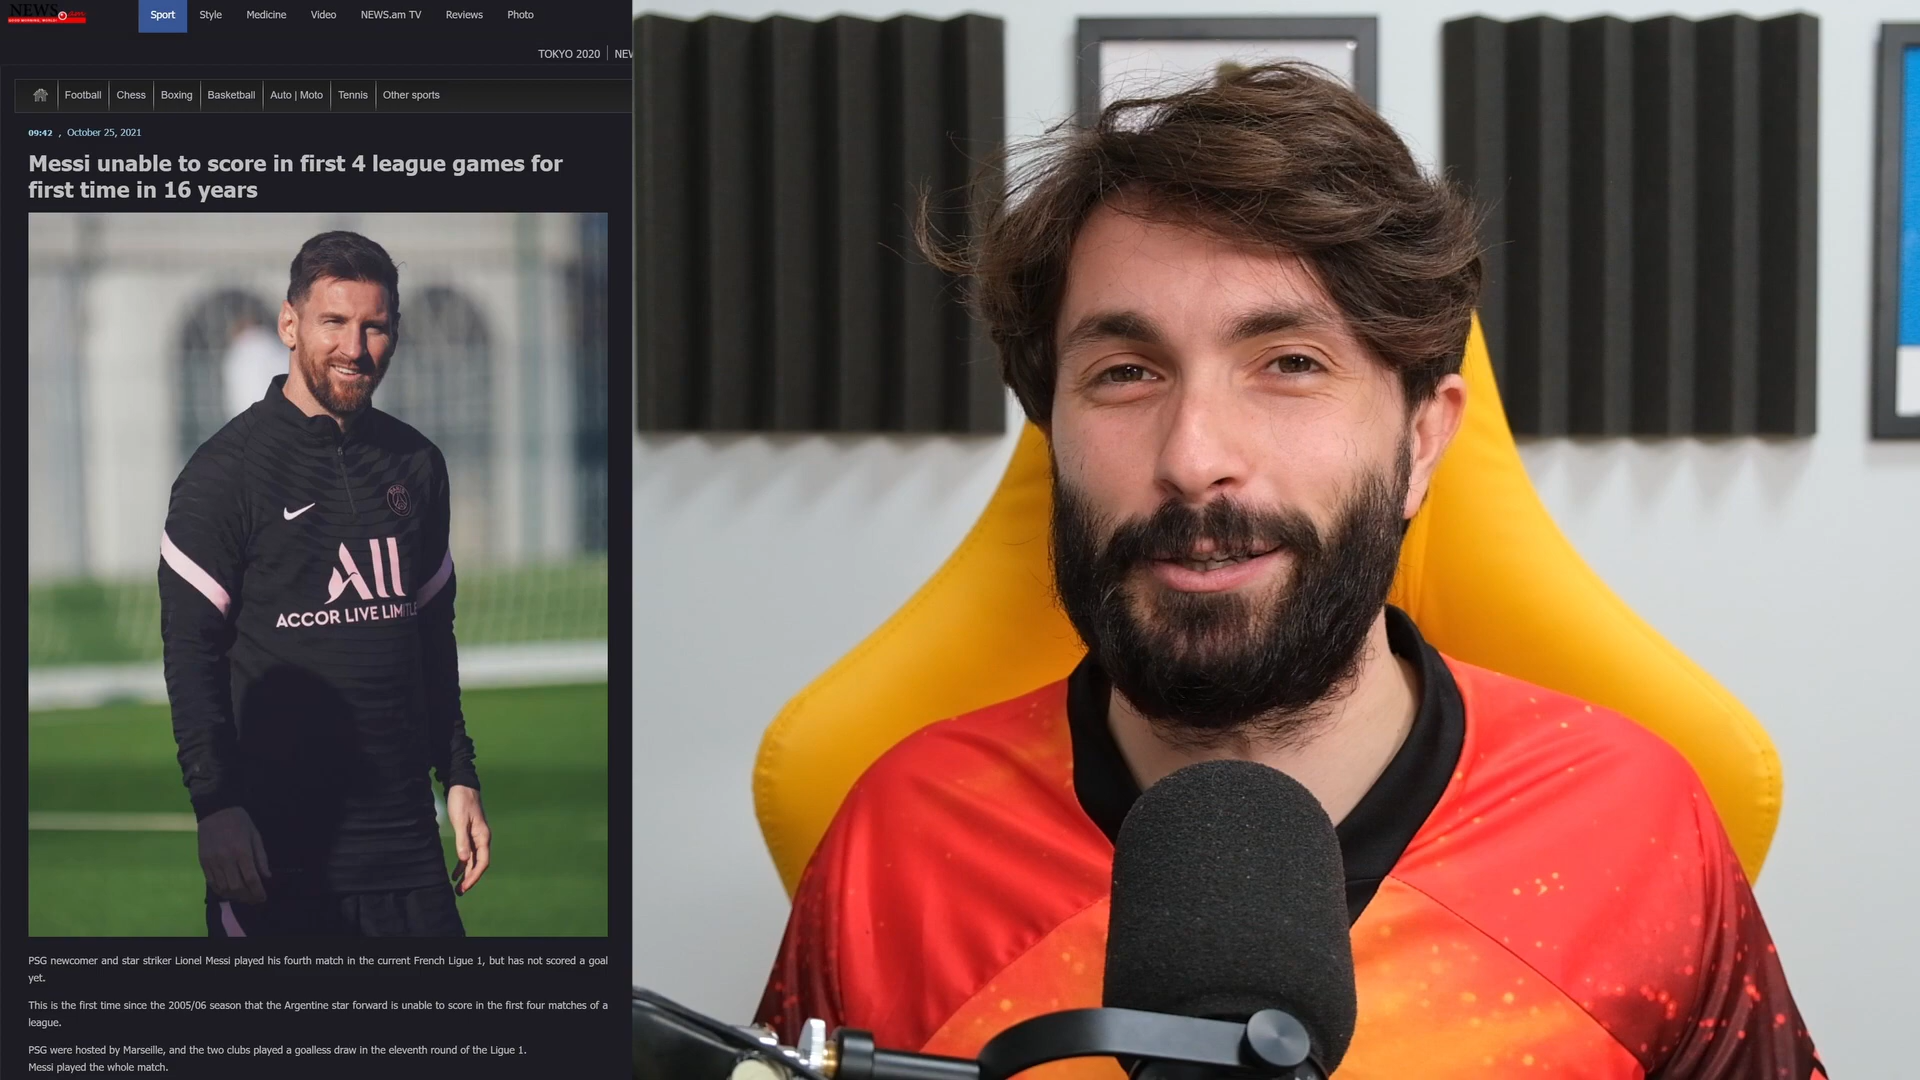 NEWS.am
GOOD MORNING, WORLD!
Sport Style Medicine Video NEWS.am TV Reviews Photo
TOKYO 2020
Football Chess Boxing Basketball Auto | Moto Tennis Other sports
09:42 , October 25, 2021
Messi unable to score in first 4 league games for
first time in 16 years
All
ACCOR LIVE
PSG newcomer and star striker Lionel Messi played his fourth match in the current French Ligue 1, but has not scored a goal
yet.
This is the first time since the 2005/06 season that the Argentine star forward is unable to score in the first four matches of a
league.
PSG were hosted by Marseille, and the two clubs played a goalless draw in the eleventh round of the Ligue 1.
Messi played the whole match.